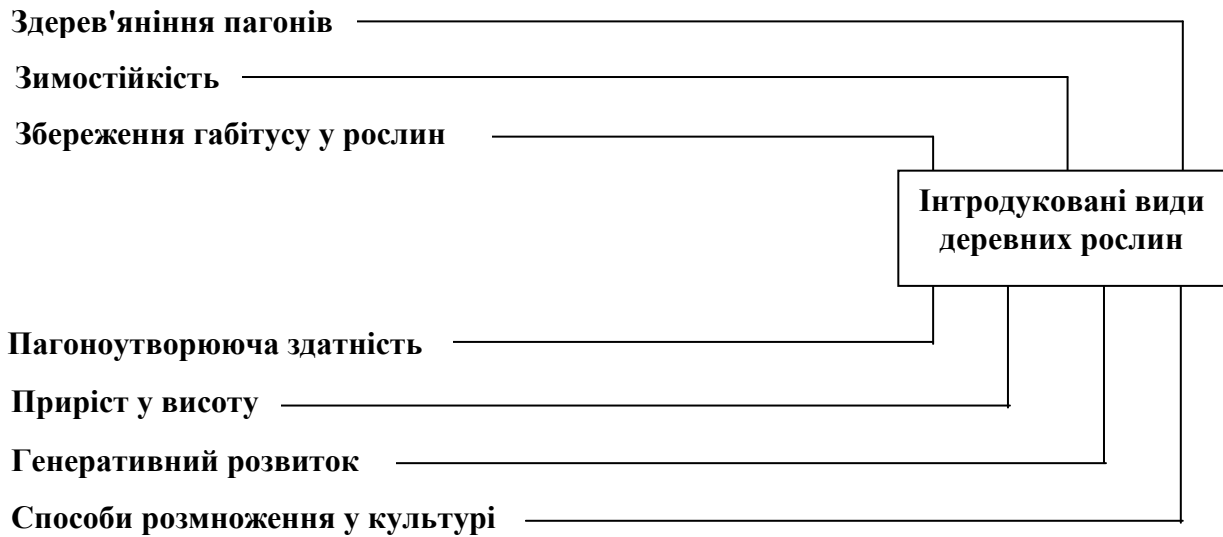 Здерев'яніння пагонів
Зимостійкість
Збереження габітусу у рослин
Інтродуковані види
деревних рослин
Пагоноутворююча здатність
Приріст у висоту
Генеративний розвиток
Способи розмноження у культурі